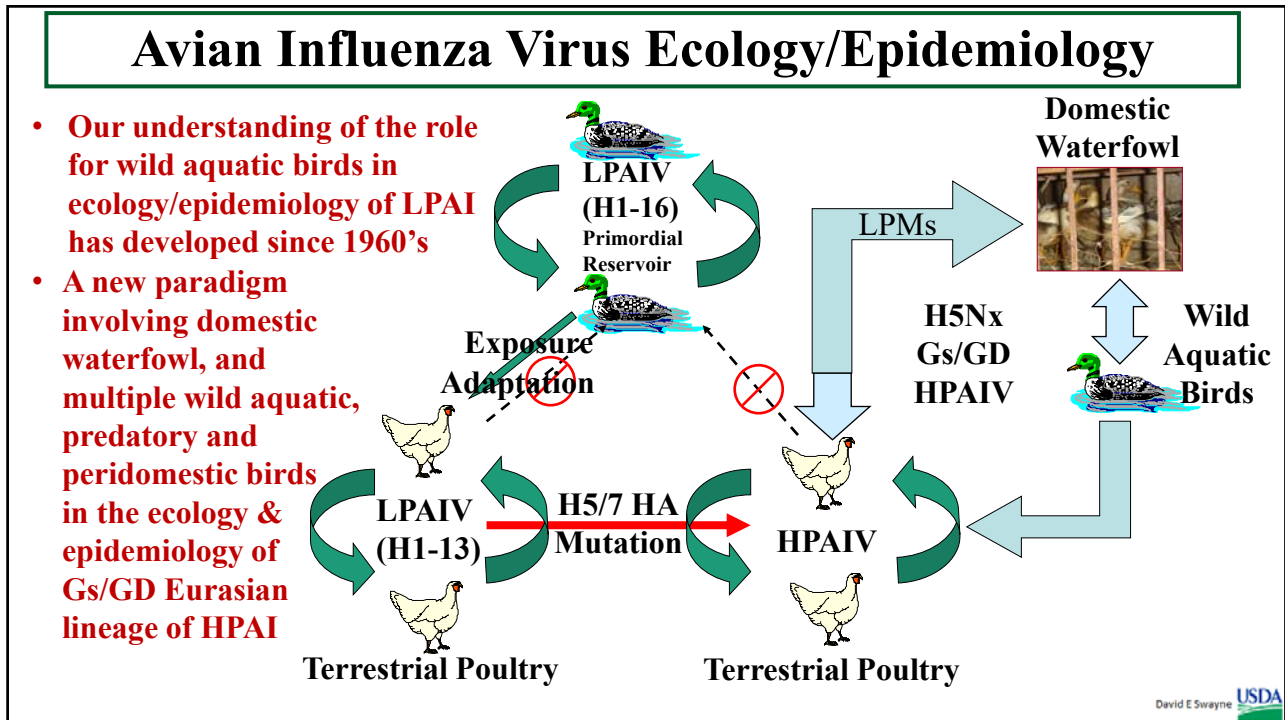 Avian Influenza Virus Ecology/Epidemiology
• Our understanding of the role
for wild aquatic birds in
ecology/epidemiology of LPAI
has developed since 1960’s
• A new paradigm
involving domestic
waterfowl, and
multiple wild aquatic,
predatory and
peridomestic birds
in the ecology &
epidemiology of
Gs/GD Eurasian
lineage of HPAI
LPAIV
(H1-16)
Primordial
Reservoir
Exposure
Adaptation
LPAIV
(H1-13)
Terrestrial Poultry
H5/7 HA
Mutation
HPAIV
Terrestrial Poultry
LPMs
Domestic
Waterfowl
H5Nx
Gs/GD
HPAIV
Wild
Aquatic
Birds
David E Swayne
USDA